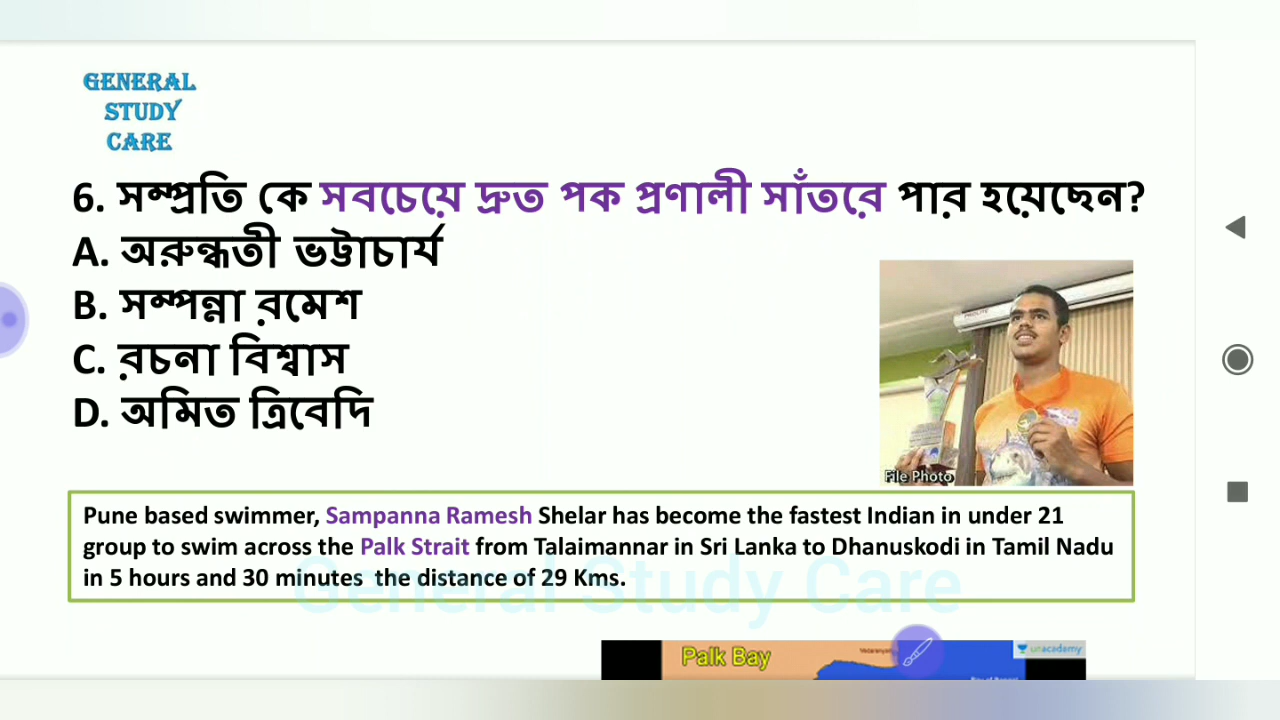 GENERAL
STUDY
CARE
6. সম্প্রতি কে সবচেয়ে দ্রুত পক প্রণালী সাঁতরে পার হয়েছেন?
A. অরুন্ধতী ভট্টাচার্য
B. সম্পন্না রমেশ
C. রচনা বিশ্বাস
D. অমিত ত্রিবেদি
File Photo
Pune based swimmer, Sampanna Ramesh Shelar has become the fastest Indian in under 21
group to swim across the Palk Strait from Talaimannar in Sri Lanka to Dhanuskodi in Tamil Nadu
in 5 hours and 30 minutes the distance of 29 Kms.
General Study Care
Palk Bay
unacademy